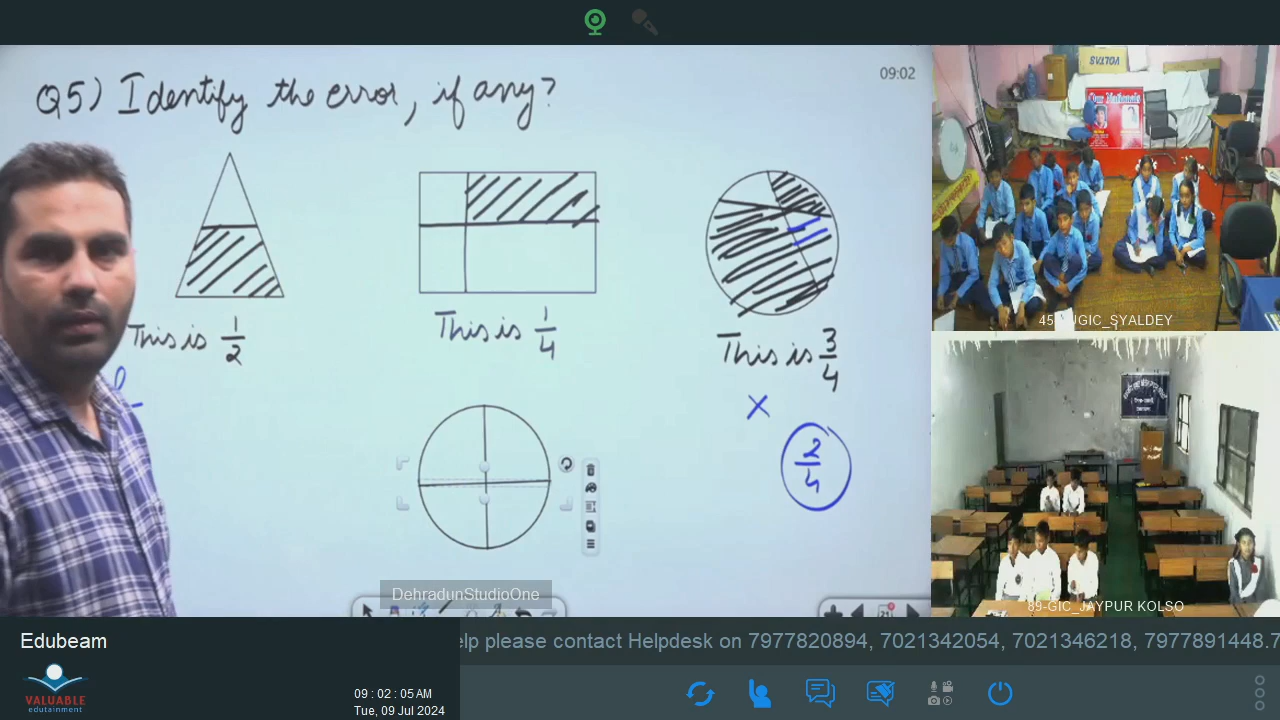 09:02
Q5) Identify the error, if any?
This is 1/2
This is 1/4
This is 3/4
×
2/4
DehradunStudioOne
VOLTAS
89-GIC_JAYPUR KOLSO
Edubeam
elp please contact Helpdesk on 7977820894, 7021342054, 7021346218, 7977891448.7
VALUABLE
edutainment
09 : 02 : 05 AM
Tue, 09 Jul 2024